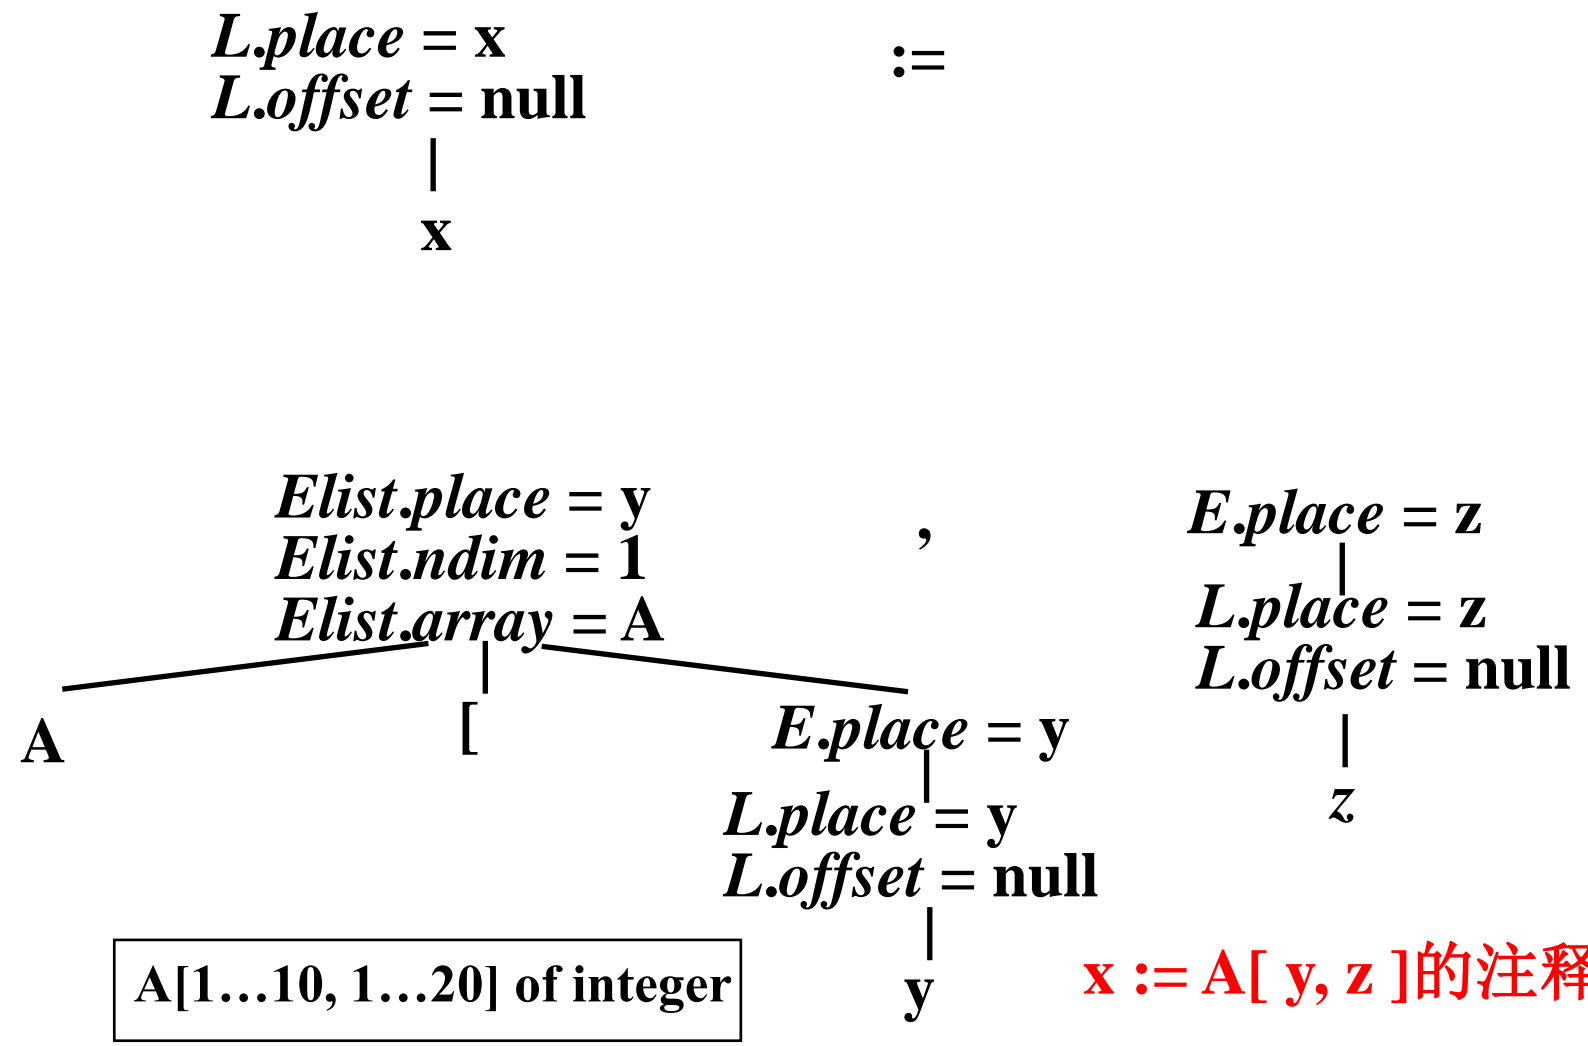 L.place = x
:=
L.offset = null
x
Elist.place = y
Elist.ndim = 1
Elist.array = A
,
E.place = z
L.place = z
L.offset = null
z
A
[
E.place = y
L.place = y
L.offset = null
y
A[1…10, 1…20] of integer
x := A[ y, z ]的注释